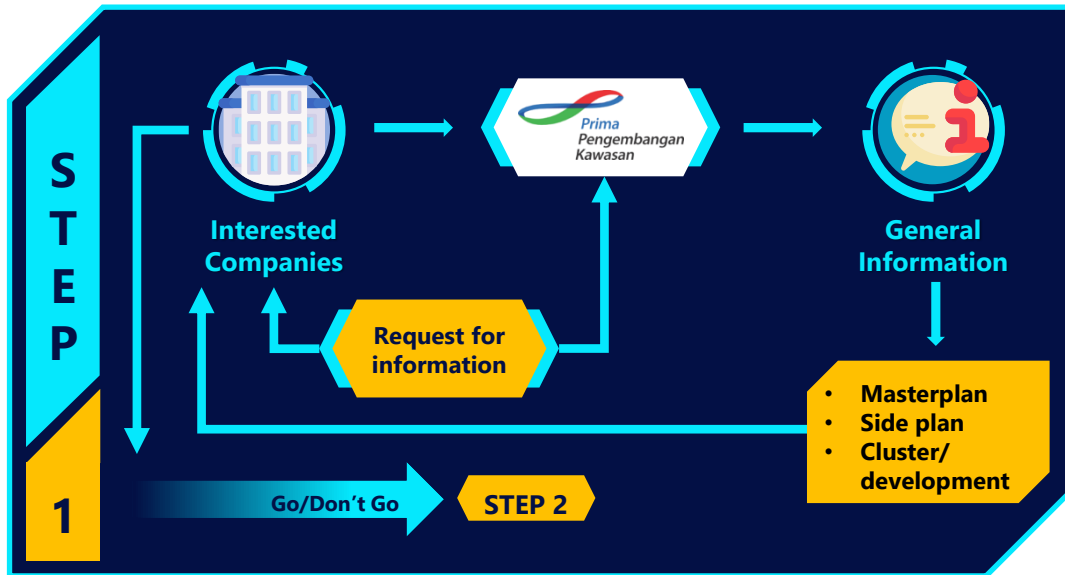 STEP
1
Interested
Companies
Prima
Pengembangan
Kawasan
General
Information
Request for
information
• Masterplan
• Side plan
• Cluster/
development
Go/Don’t Go
STEP 2